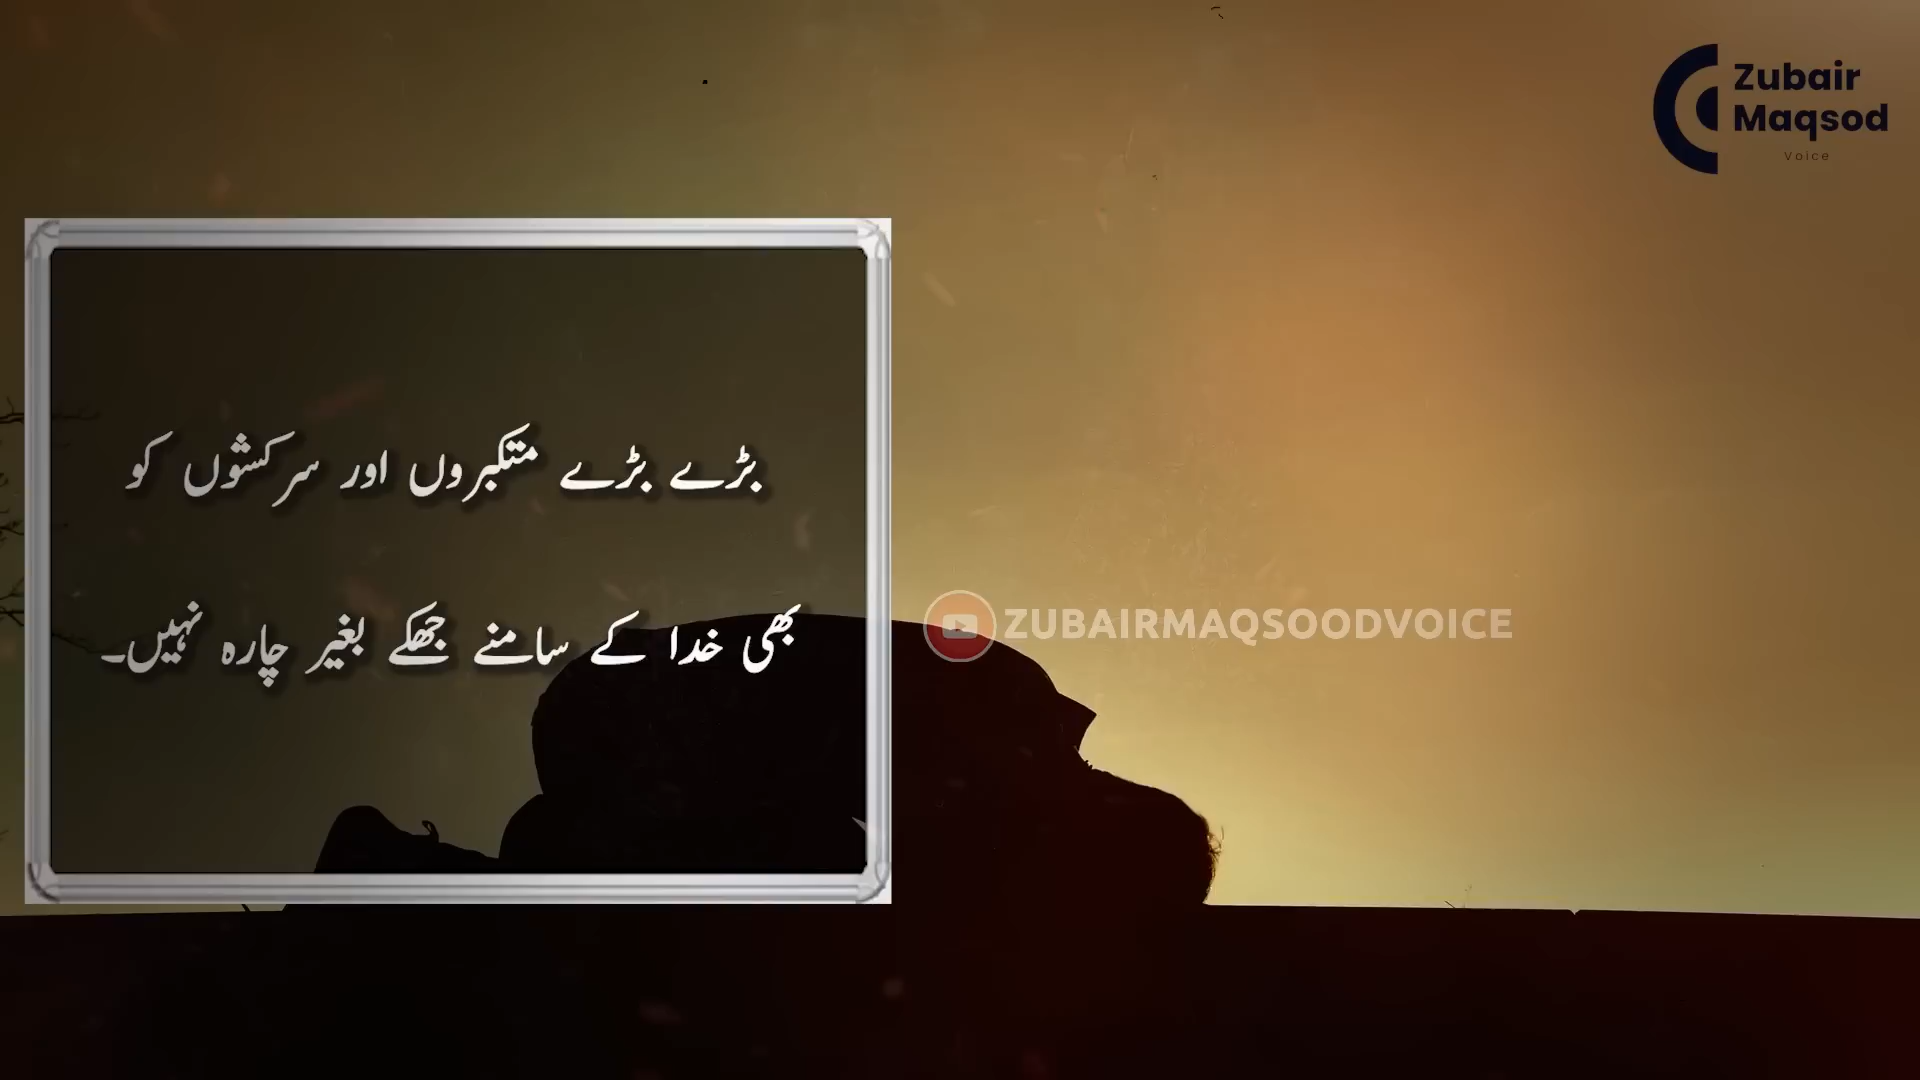 Zubair
Maqsod
Voice
بڑے بڑے متکبروں اور سرکشوں کو
بھی خدا کے سامنے جھکے بغیر چارہ نہیں۔
ZUBAIRMAQSOODVOICE